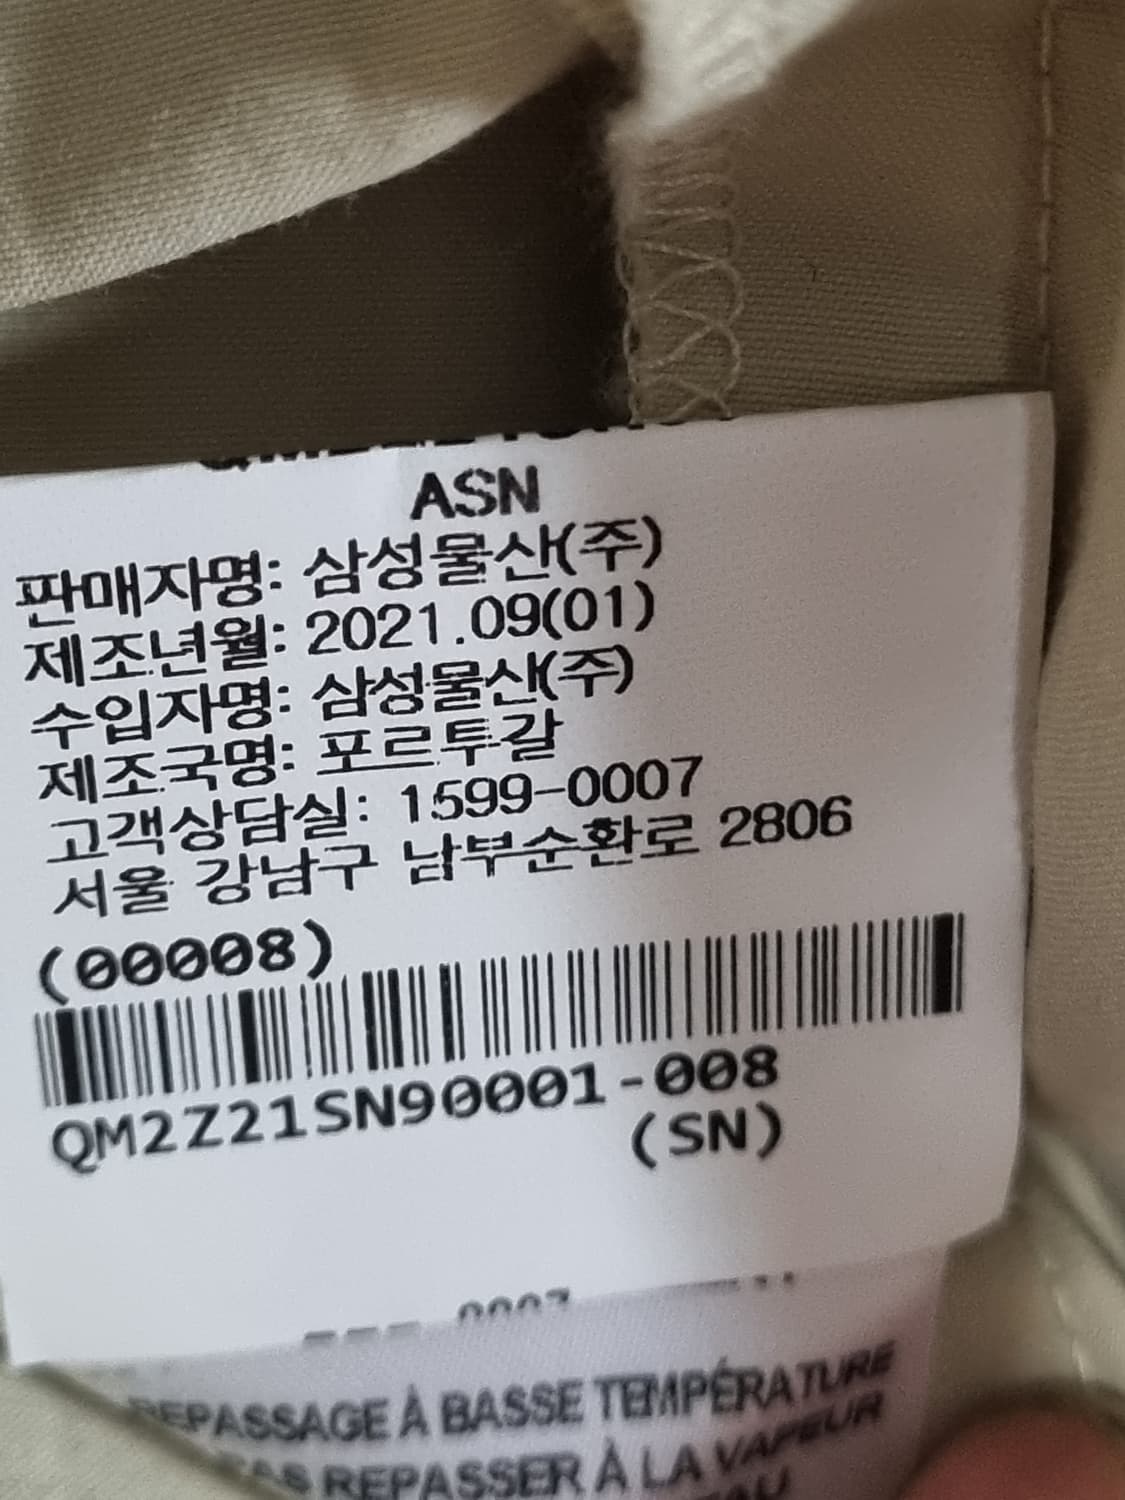 ASN
판매자명: 삼성물산(주)
제조년월: 2021.09(01)
수입자명: 삼성물산(주)
제조국명: 포르투갈
고객상담실: 1599-0007
서울 강남구 남부순환로 2806
(00008)
QM2Z21SN90001-008
(SN)
REPASSAGE À BASSE TEMPÉRATURE
PAS REPASSER À LA VAPEUR